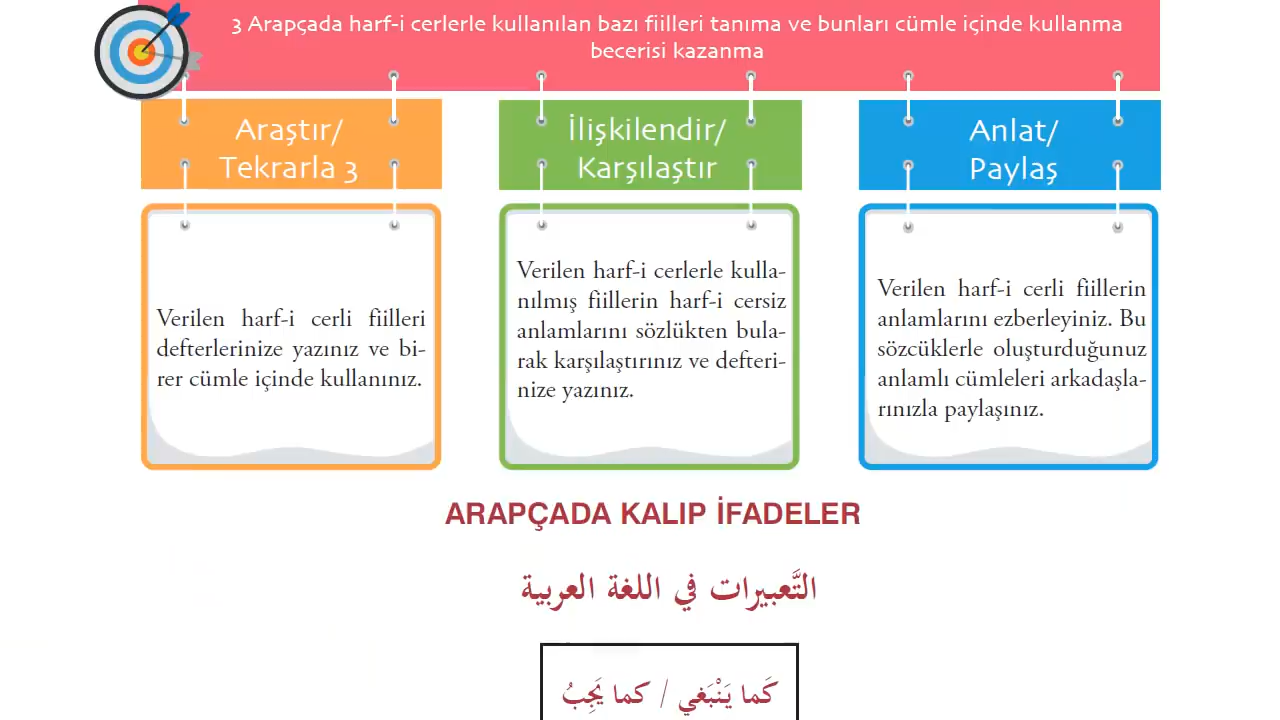 3 Arapçada harf-i cerlerle kullanılan bazı fiilleri tanıma ve bunları cümle içinde kullanma
becerisi kazanma
Araştır/
Tekrarla 3
Verilen harf-i cerli fiilleri
defterlerinize yazınız ve bi-
rer cümle içinde kullanınız.
İlişkilendir/
Karşılaştır
Verilen harf-i cerlerle kulla-
nılmış fiillerin harf-i cersiz
anlamlarını sözlükten bula-
rak karşılaştırınız ve defteri-
nize yazınız.
Anlat/
Paylaş
Verilen harf-i cerli fiillerin
anlamlarını ezberleyiniz. Bu
sözcüklerle oluşturduğunuz
anlamlı cümleleri arkadaşla-
rınızla paylaşınız.
ARAPÇADA KALIP İFADELER
التَّعبيرات في اللغة العربية
كَما يَنْبَغي / كما يَجِبُ